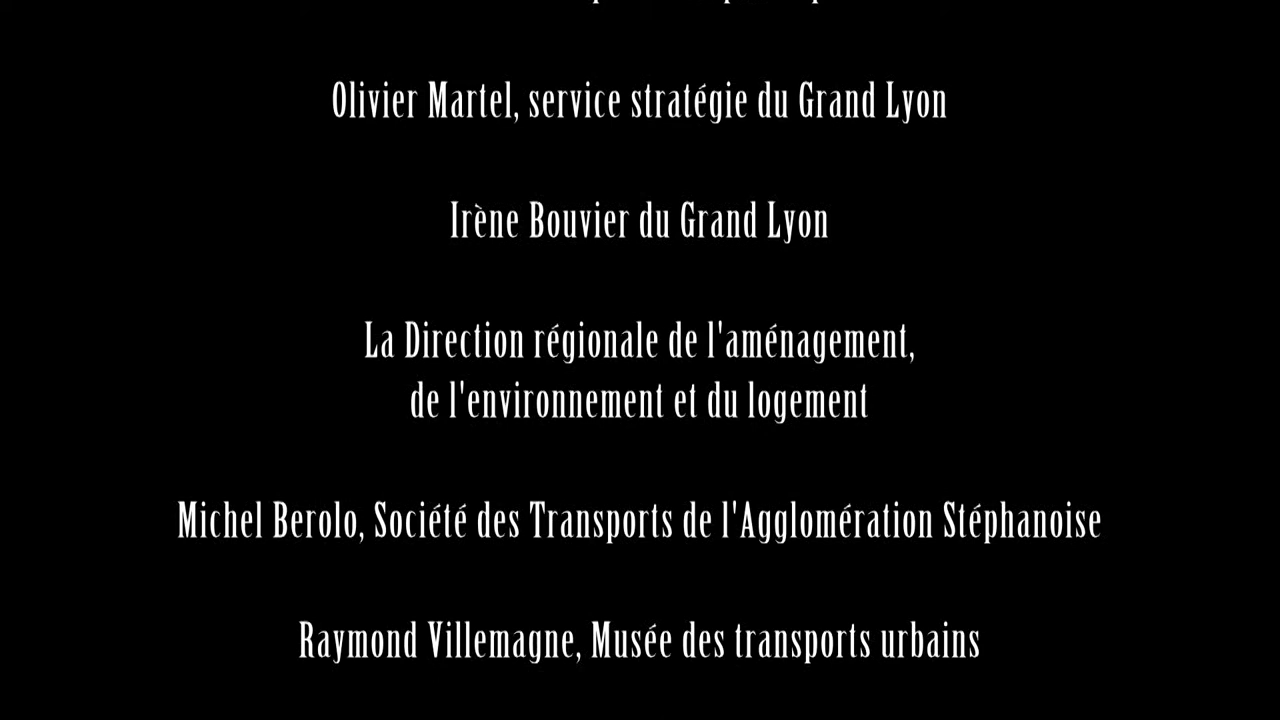 Olivier Martel, service stratégie du Grand Lyon
Irène Bouvier du Grand Lyon
La Direction régionale de l'aménagement,
de l'environnement et du logement
Michel Berolo, Société des Transports de l'Agglomération Stéphanoise
Raymond Villemagne, Musée des transports urbains